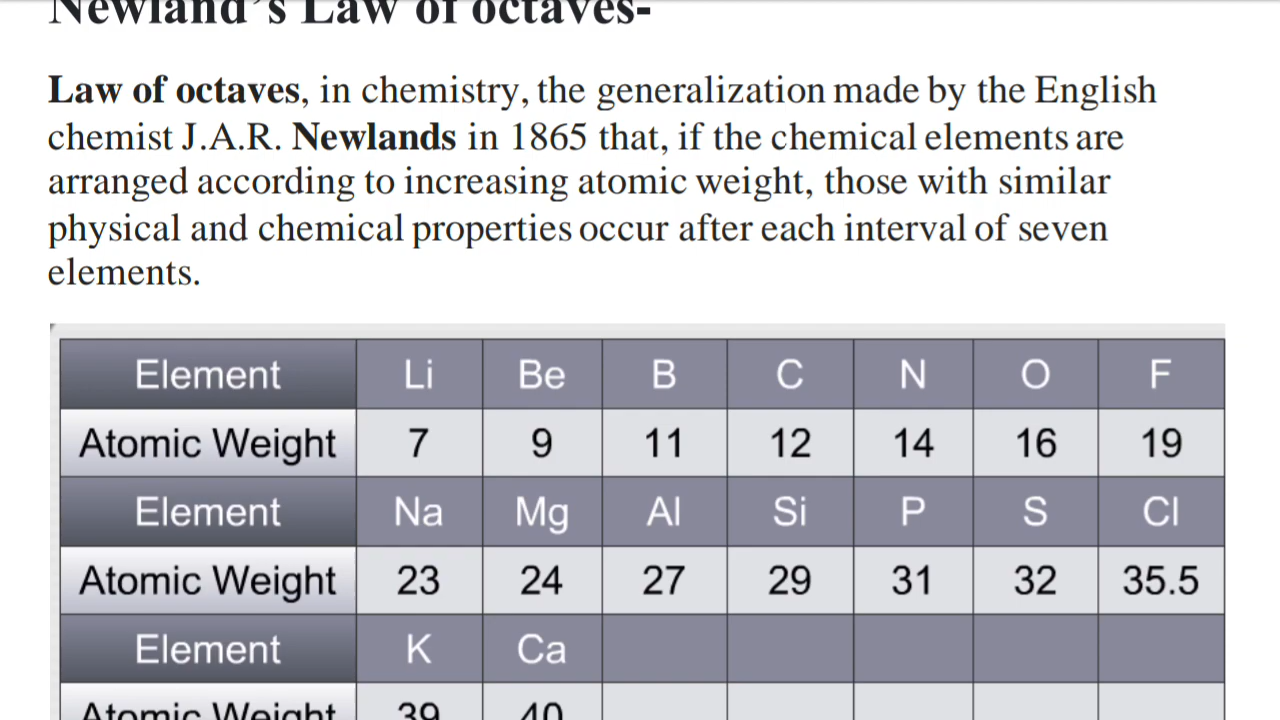 Newland's Law of octaves-
Law of octaves, in chemistry, the generalization made by the English
chemist J.A.R. Newlands in 1865 that, if the chemical elements are
arranged according to increasing atomic weight, those with similar
physical and chemical properties occur after each interval of seven
elements.
Element Li Be B C N O F
Atomic Weight 7 9 11 12 14 16 19
Element Na Mg Al Si P S Cl
Atomic Weight 23 24 27 29 31 32 35.5
Element K Ca
Atomic Weight 39 40